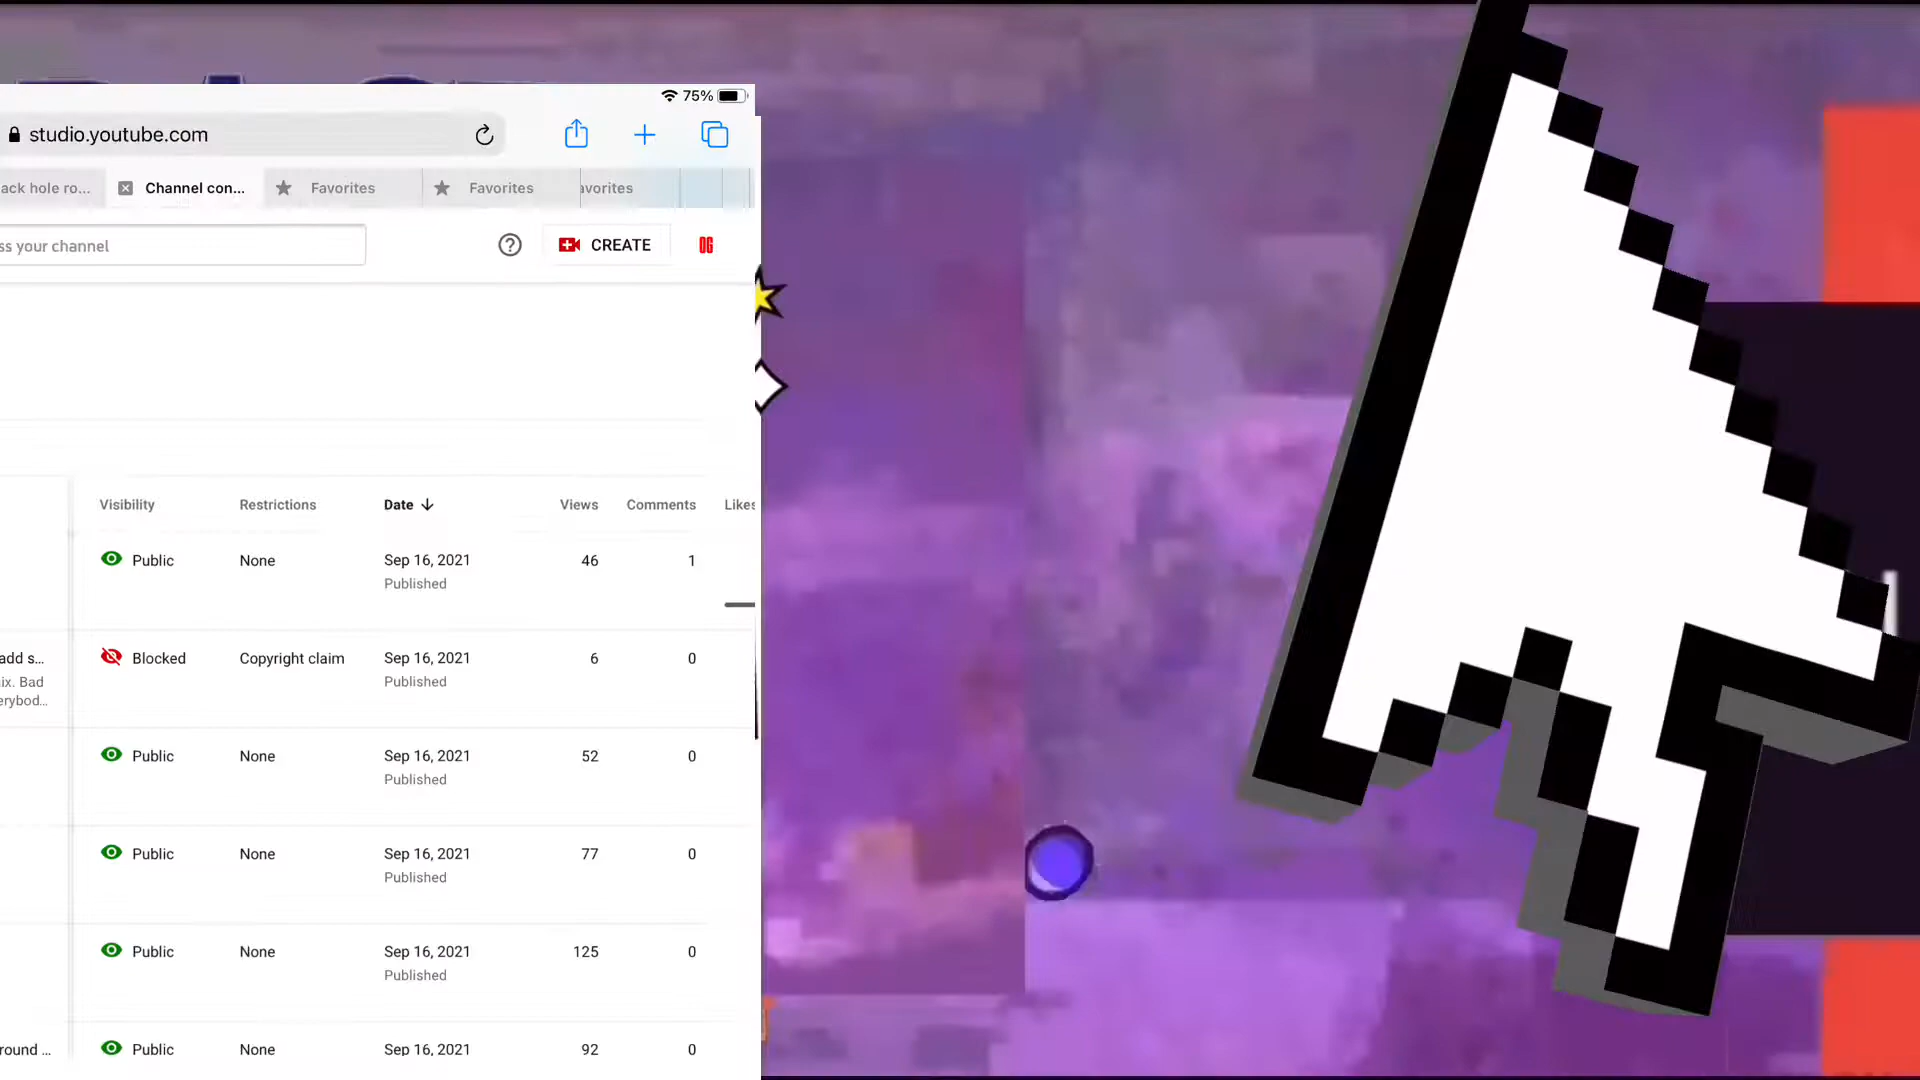 75%
studio.youtube.com
ack hole ro...
Channel con...
Favorites
Favorites
avorites
ss your channel
CREATE
DG
Visibility Restrictions Date Views Comments Likes
Public None Sep 16, 2021 46 1
Published
add s... Blocked Copyright claim Sep 16, 2021 6 0
ix. Bad Published
erybod...
Public None Sep 16, 2021 52 0
Published
Public None Sep 16, 2021 77 0
Published
Public None Sep 16, 2021 125 0
Published
round ... Public None Sep 16, 2021 92 0